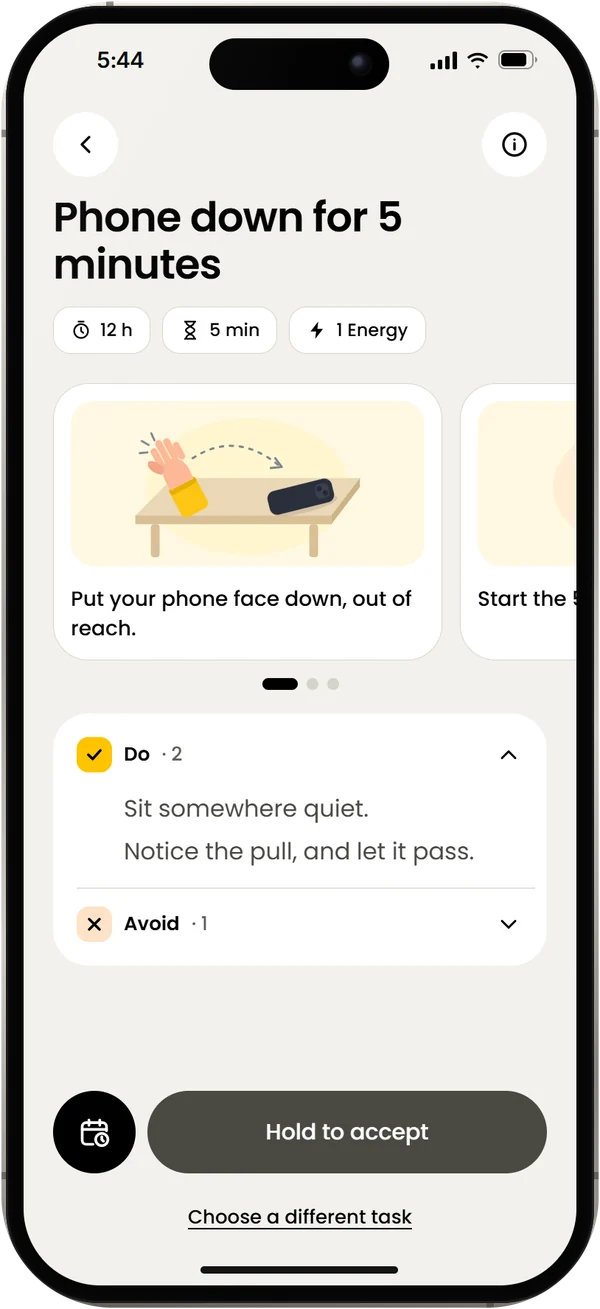 5:44
Phone down for 5
minutes
12 h
5 min
1 Energy
Put your phone face down, out of
reach.
Start the
Do · 2
Sit somewhere quiet.
Notice the pull, and let it pass.
Avoid · 1
Hold to accept
Choose a different task